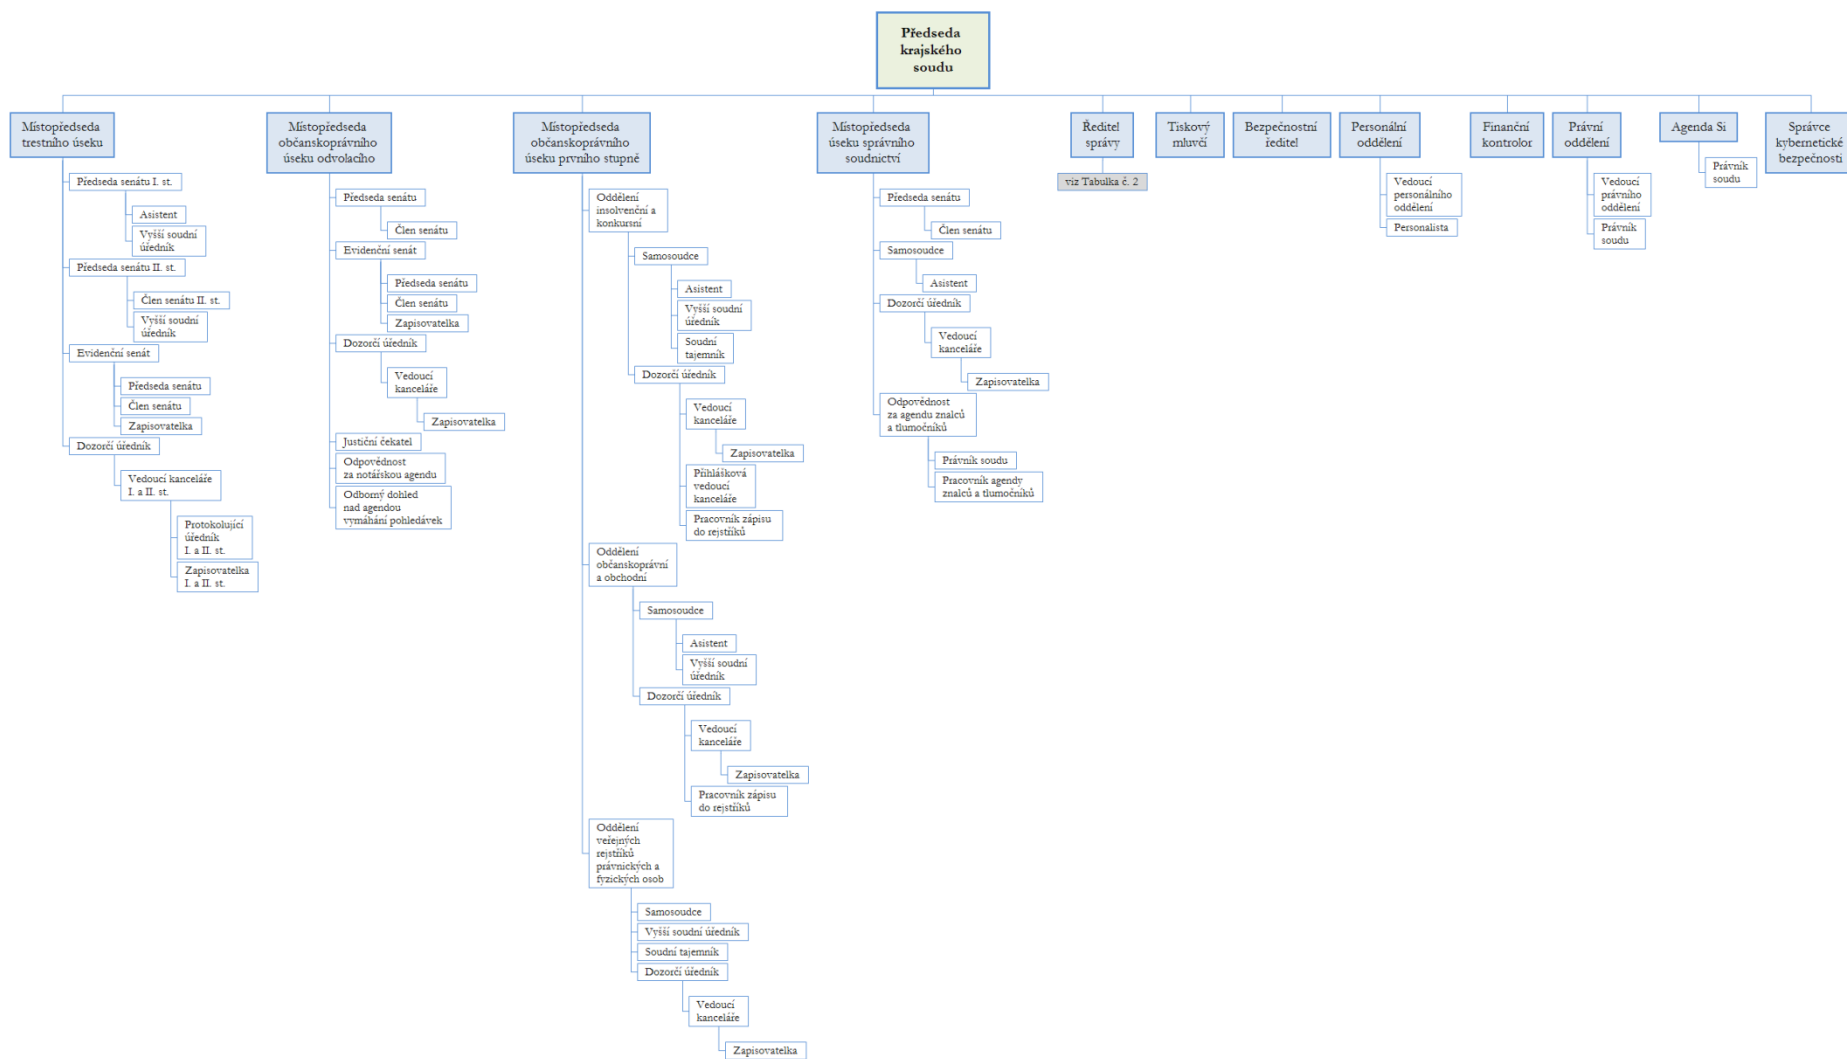 Předseda
krajského
soudu
Místopředseda
trestního úseku
Předseda senátu I. st.
Asistent
Vyšší soudní
úředník
Předseda senátu II. st.
Člen senátu II. st.
Vyšší soudní
úředník
Evidenční senát
Předseda senátu
Člen senátu
Zapisovatelka
Dozorčí úředník
Vedoucí kanceláře
I. a II. st.
Protokolující
úředník
I. a II. st.
Zapisovatelka
I. a II. st.
Místopředseda
občanskoprávního
úseku odvolacího
Předseda senátu
Člen senátu
Evidenční senát
Předseda senátu
Člen senátu
Zapisovatelka
Dozorčí úředník
Vedoucí
kanceláře
Zapisovatelka
Justiční čekatel
Odpovědnost
za notářskou agendu
Odborný dohled
nad agendou
vymáhání pohledávek
Místopředseda
občanskoprávního
úseku prvního stupně
Oddělení
insolvenční a
konkursní
Samosoudce
Asistent
Vyšší soudní
úředník
Soudní
tajemník
Dozorčí úředník
Vedoucí
kanceláře
Zapisovatelka
Přihlášková
vedoucí
kanceláře
Pracovník zápisu
do rejstříků
Oddělení
občanskoprávní
a obchodní
Samosoudce
Asistent
Vyšší soudní
úředník
Dozorčí úředník
Vedoucí
kanceláře
Zapisovatelka
Pracovník zápisu
do rejstříků
Oddělení
veřejných
rejstříků
právnických a
fyzických osob
Samosoudce
Vyšší soudní úředník
Soudní tajemník
Dozorčí úředník
Vedoucí
kanceláře
Zapisovatelka
Místopředseda
úseku správního
soudnictví
Předseda senátu
Člen senátu
Samosoudce
Asistent
Dozorčí úředník
Vedoucí
kanceláře
Zapisovatelka
Odpovědnost
za agendu znalců
a tlumočníků
Právník soudu
Pracovník agendy
znalců a tlumočníků
Ředitel
správy
viz Tabulka č. 2
Tiskový
mluvčí
Bezpečnostní
ředitel
Personální
oddělení
Vedoucí
personálního
oddělení
Personalista
Finanční
kontrolor
Právní
oddělení
Vedoucí
právního
oddělení
Právník
soudu
Agenda Si
Právník
soudu
Správce
kybernetické
bezpečnosti